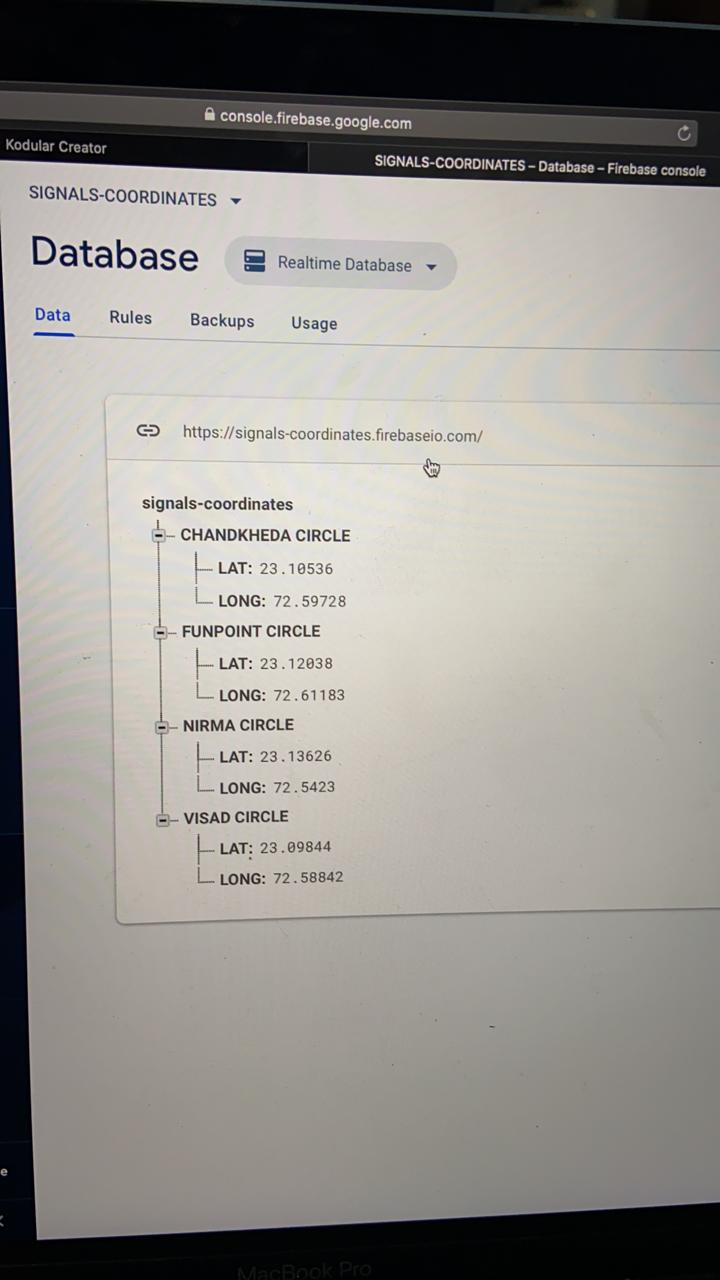 console.firebase.google.com
Kodular Creator
SIGNALS-COORDINATES – Database – Firebase console
SIGNALS-COORDINATES
Database
Realtime Database
Data
Rules
Backups
Usage
https://signals-coordinates.firebaseio.com/
signals-coordinates
CHANDKHEDA CIRCLE
LAT: 23.10536
LONG: 72.59728
FUNPOINT CIRCLE
LAT: 23.12038
LONG: 72.61183
NIRMA CIRCLE
LAT: 23.13626
LONG: 72.5423
VISAD CIRCLE
LAT: 23.09844
LONG: 72.58842
e
MacBook Pro